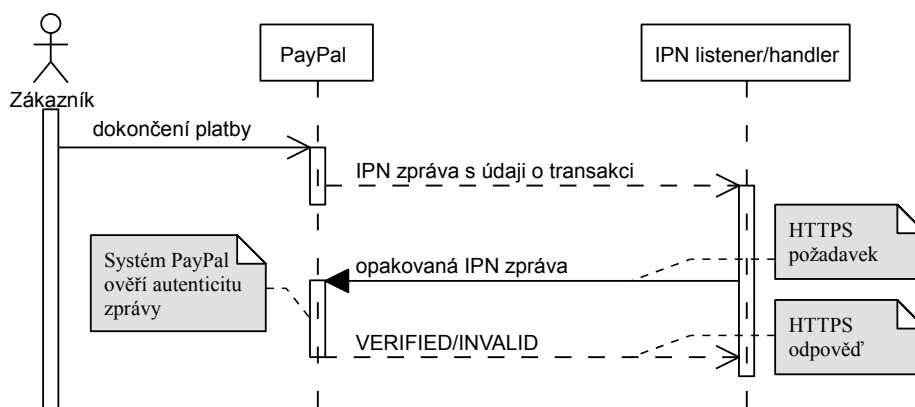 PayPal
IPN listener/handler
Zákazník
dokončení platby
IPN zpráva s údaji o transakci
HTTPS
požadavek
Systém PayPal
ověří autenticitu
zprávy
opakovaná IPN zpráva
VERIFIED/INVALID
HTTPS
odpověď